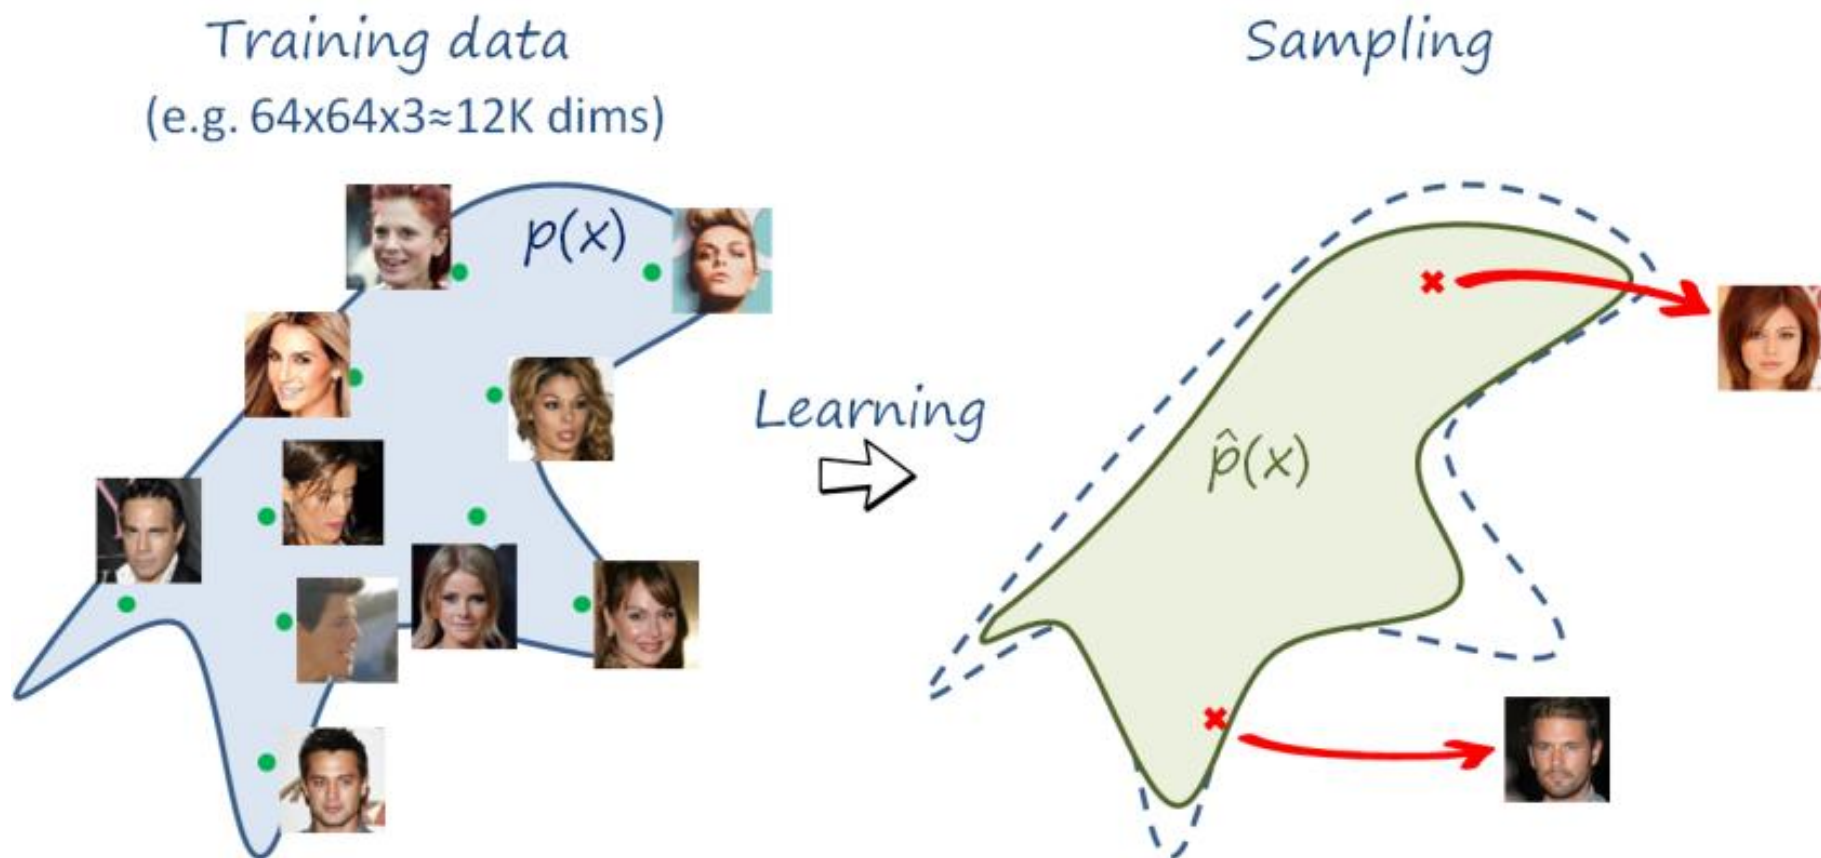 Training data
(e.g. 64x64x3≈12K dims)
p(x)
Learning
Sampling
p̂(x)